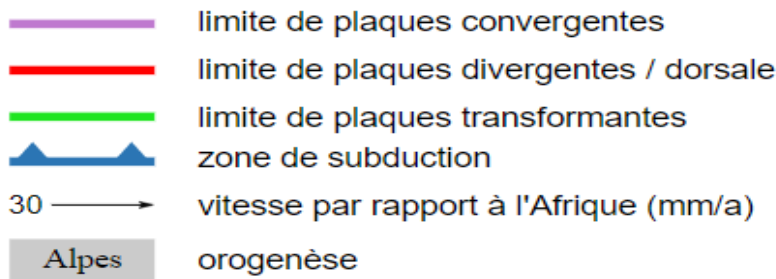 limite de plaques convergentes
limite de plaques divergentes / dorsale
limite de plaques transformantes
zone de subduction
30 vitesse par rapport à l'Afrique (mm/a)
Alpes orogenèse